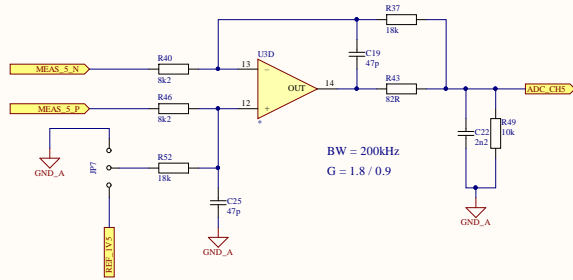 R37
18k
C19
47p
R40
8k2
MEAS_5_N
U3D
13
14
OUT
R43
82R
ADC_CH5
MEAS_5_P
R46
8k2
12
C22
2n2
R49
10k
BW = 200kHz
G = 1.8 / 0.9
GND_A
JP7
R52
18k
C25
47p
GND_A
GND_A
REF_1V5